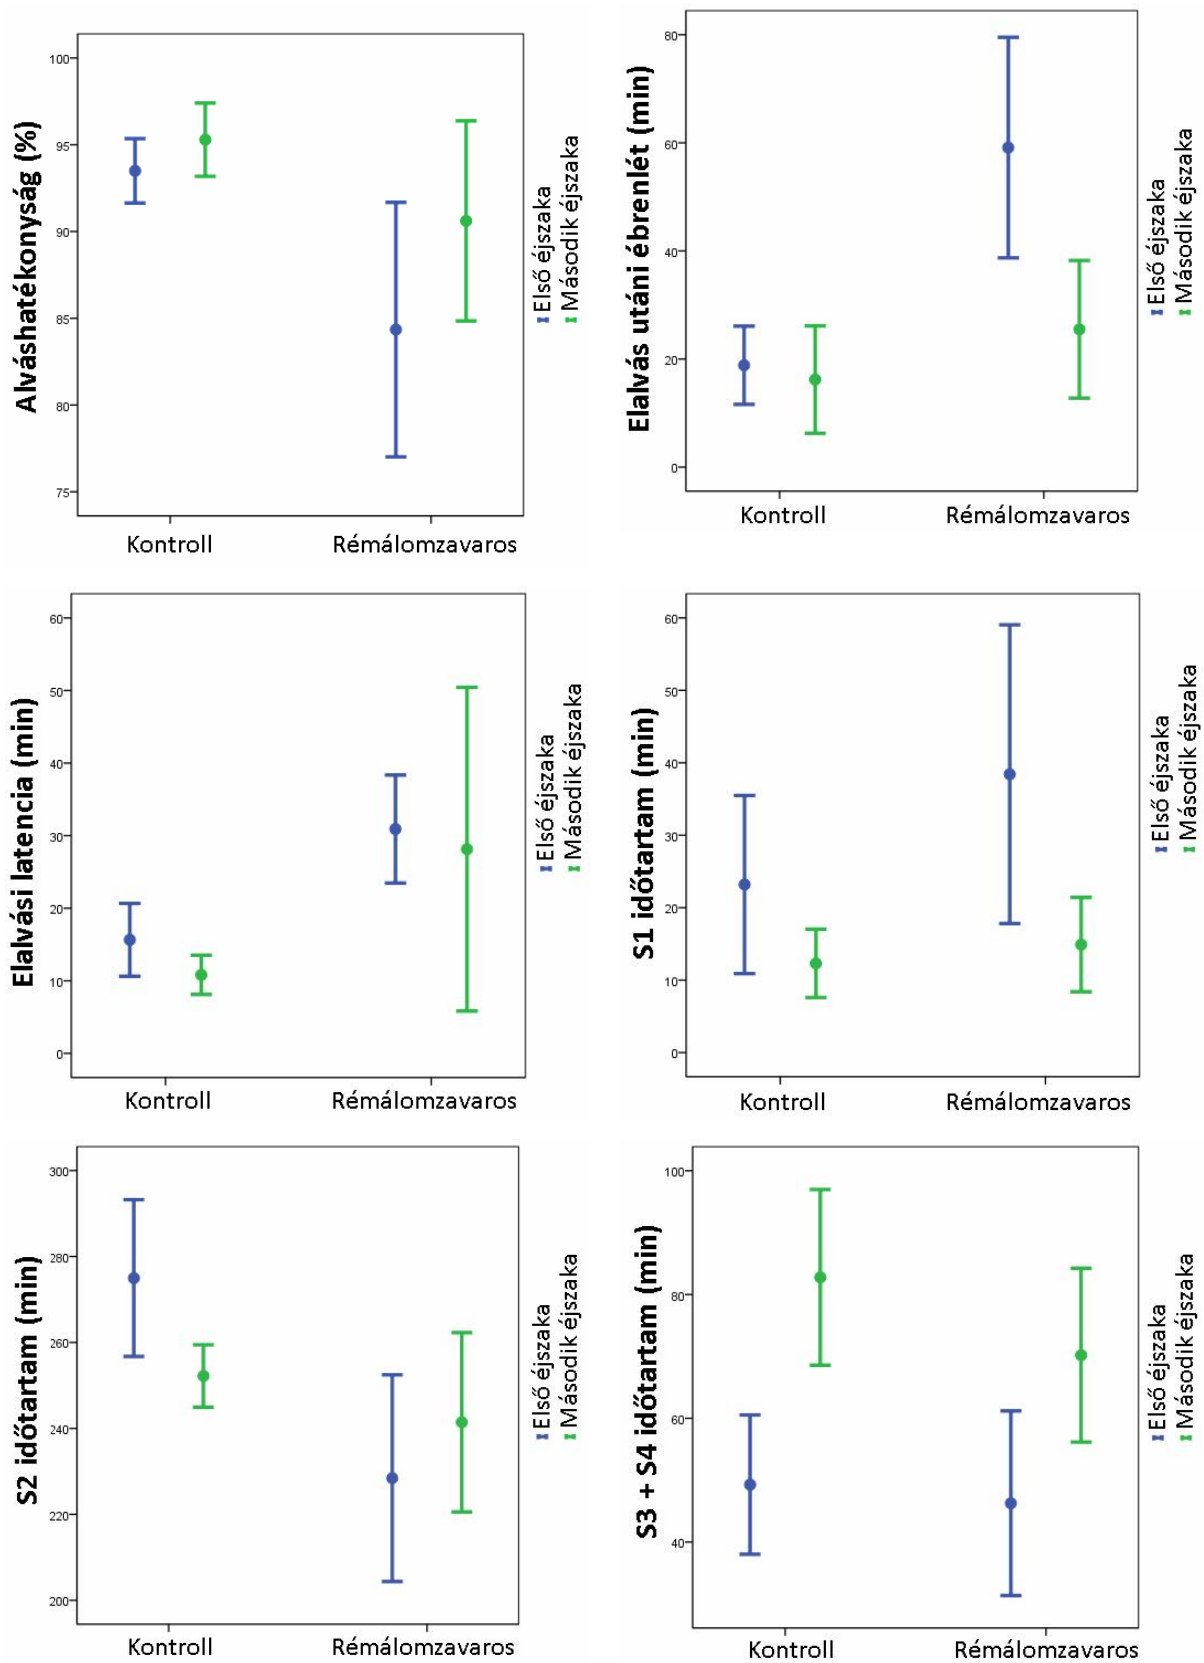 Alváshatékonyság (%)
100
95
90
85
80
75
Kontroll
Rémálomzavaros
Első éjszaka
Második éjszaka
Elalvás utáni ébrenlét (min)
80
60
40
20
0
Kontroll
Rémálomzavaros
Első éjszaka
Második éjszaka
Elalvási latencia (min)
60
50
40
30
20
10
0
Kontroll
Rémálomzavaros
Első éjszaka
Második éjszaka
S1 időtartam (min)
60
50
40
30
20
10
0
Kontroll
Rémálomzavaros
Első éjszaka
Második éjszaka
S2 időtartam (min)
300
280
260
240
220
200
Kontroll
Rémálomzavaros
Első éjszaka
Második éjszaka
S3 + S4 időtartam (min)
100
80
60
40
Kontroll
Rémálomzavaros
Első éjszaka
Második éjszaka